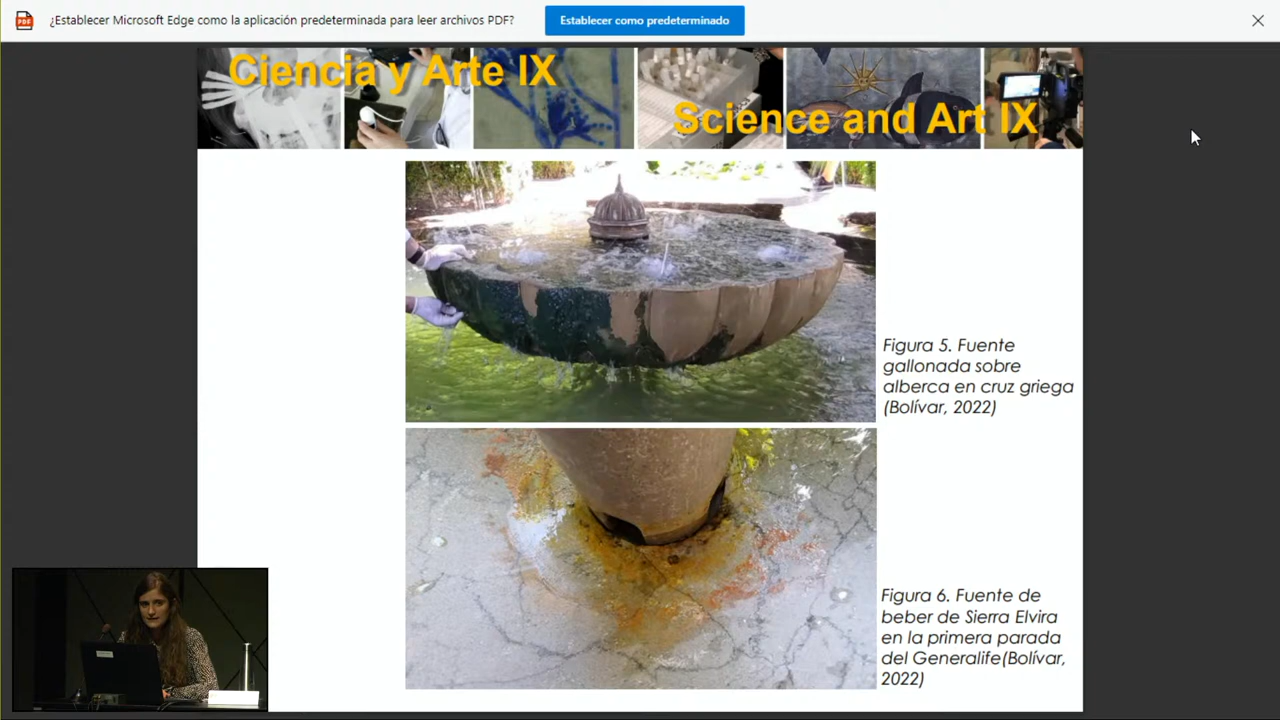 ¿Establecer Microsoft Edge como la aplicación predeterminada para leer archivos PDF?
Establecer como predeterminado
Ciencia y Arte IX
Science and Art IX
Figura 5. Fuente
gallonada sobre
alberca en cruz griega
(Bolívar, 2022)
Figura 6. Fuente de
beber de Sierra Elvira
en la primera parada
del Generalife(Bolívar,
2022)